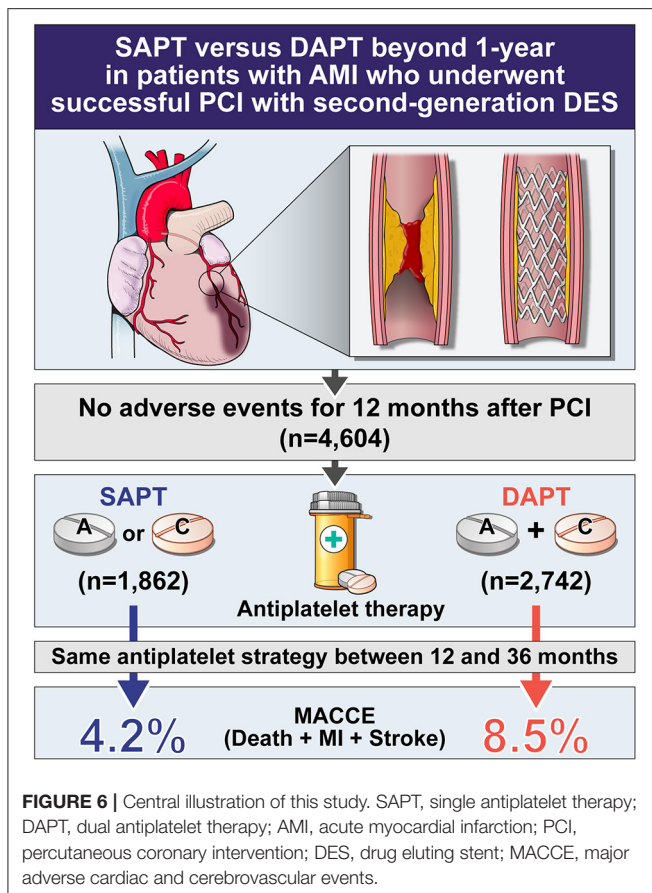 SAPT versus DAPT beyond 1-year
in patients with AMI who underwent
successful PCI with second-generation DES
No adverse events for 12 months after PCI
(n=4,604)
SAPT
A or C
(n=1,862)
Antiplatelet therapy
DAPT
A + C
(n=2,742)
Same antiplatelet strategy between 12 and 36 months
4.2%
MACCE
(Death + MI + Stroke)
8.5%
FIGURE 6 | Central illustration of this study. SAPT, single antiplatelet therapy;
DAPT, dual antiplatelet therapy; AMI, acute myocardial infarction; PCI,
percutaneous coronary intervention; DES, drug eluting stent; MACCE, major
adverse cardiac and cerebrovascular events.